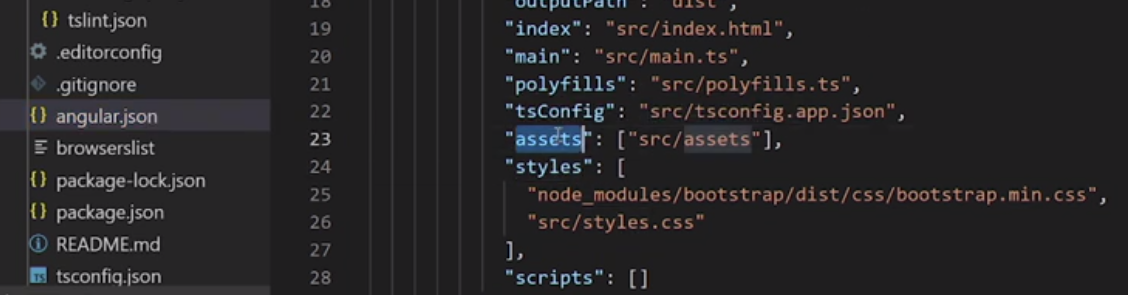 tslint.json
.editorconfig
.gitignore
angular.json
browserslist
package-lock.json
package.json
README.md
TS tsconfig.json
18 "outputPath": "dist",
19 "index": "src/index.html",
20 "main": "src/main.ts",
21 "polyfills": "src/polyfills.ts",
22 "tsConfig": "src/tsconfig.app.json",
23 "assets": ["src/assets"],
24 "styles": [
25 "node_modules/bootstrap/dist/css/bootstrap.min.css",
26 "src/styles.css"
27 ],
28 "scripts": []